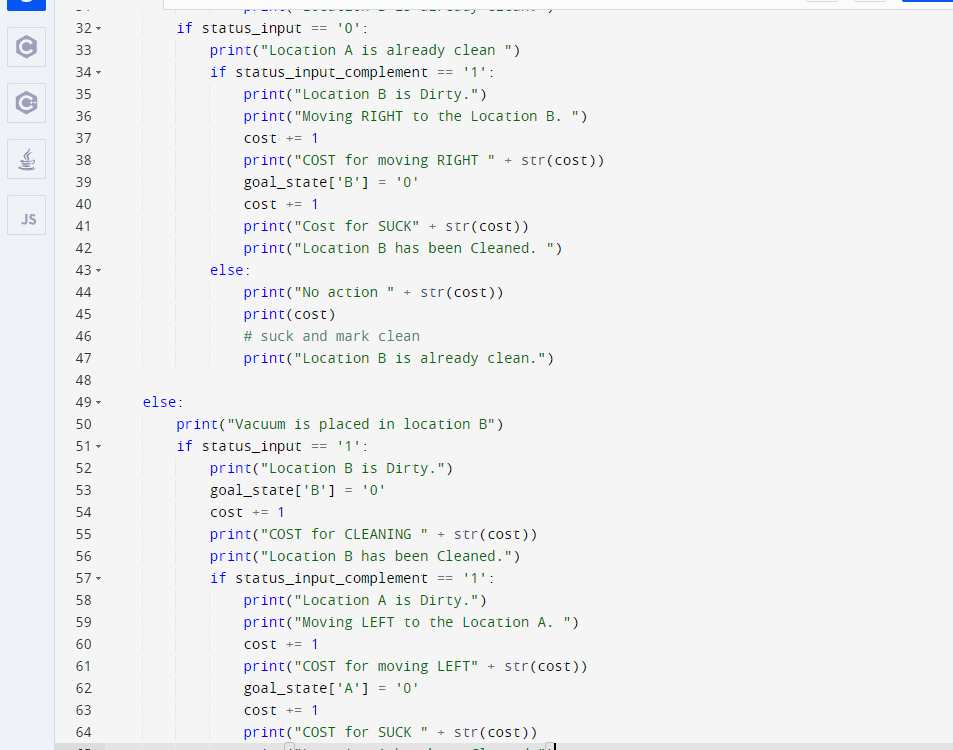 32 if status_input == '0':
33 print("Location A is already clean ")
34 if status_input_complement == '1':
35 print("Location B is Dirty.")
36 print("Moving RIGHT to the Location B. ")
37 cost += 1
38 print("COST for moving RIGHT " + str(cost))
39 goal_state['B'] = '0'
40 cost += 1
41 print("Cost for SUCK" + str(cost))
42 print("Location B has been Cleaned. ")
43 else:
44 print("No action " + str(cost))
45 print(cost)
46 # suck and mark clean
47 print("Location B is already clean.")
48
49 else:
50 print("Vacuum is placed in location B")
51 if status_input == '1':
52 print("Location B is Dirty.")
53 goal_state['B'] = '0'
54 cost += 1
55 print("COST for CLEANING " + str(cost))
56 print("Location B has been Cleaned.")
57 if status_input_complement == '1':
58 print("Location A is Dirty.")
59 print("Moving LEFT to the Location A. ")
60 cost += 1
61 print("COST for moving LEFT" + str(cost))
62 goal_state['A'] = '0'
63 cost += 1
64 print("COST for SUCK " + str(cost))
C
C
JS